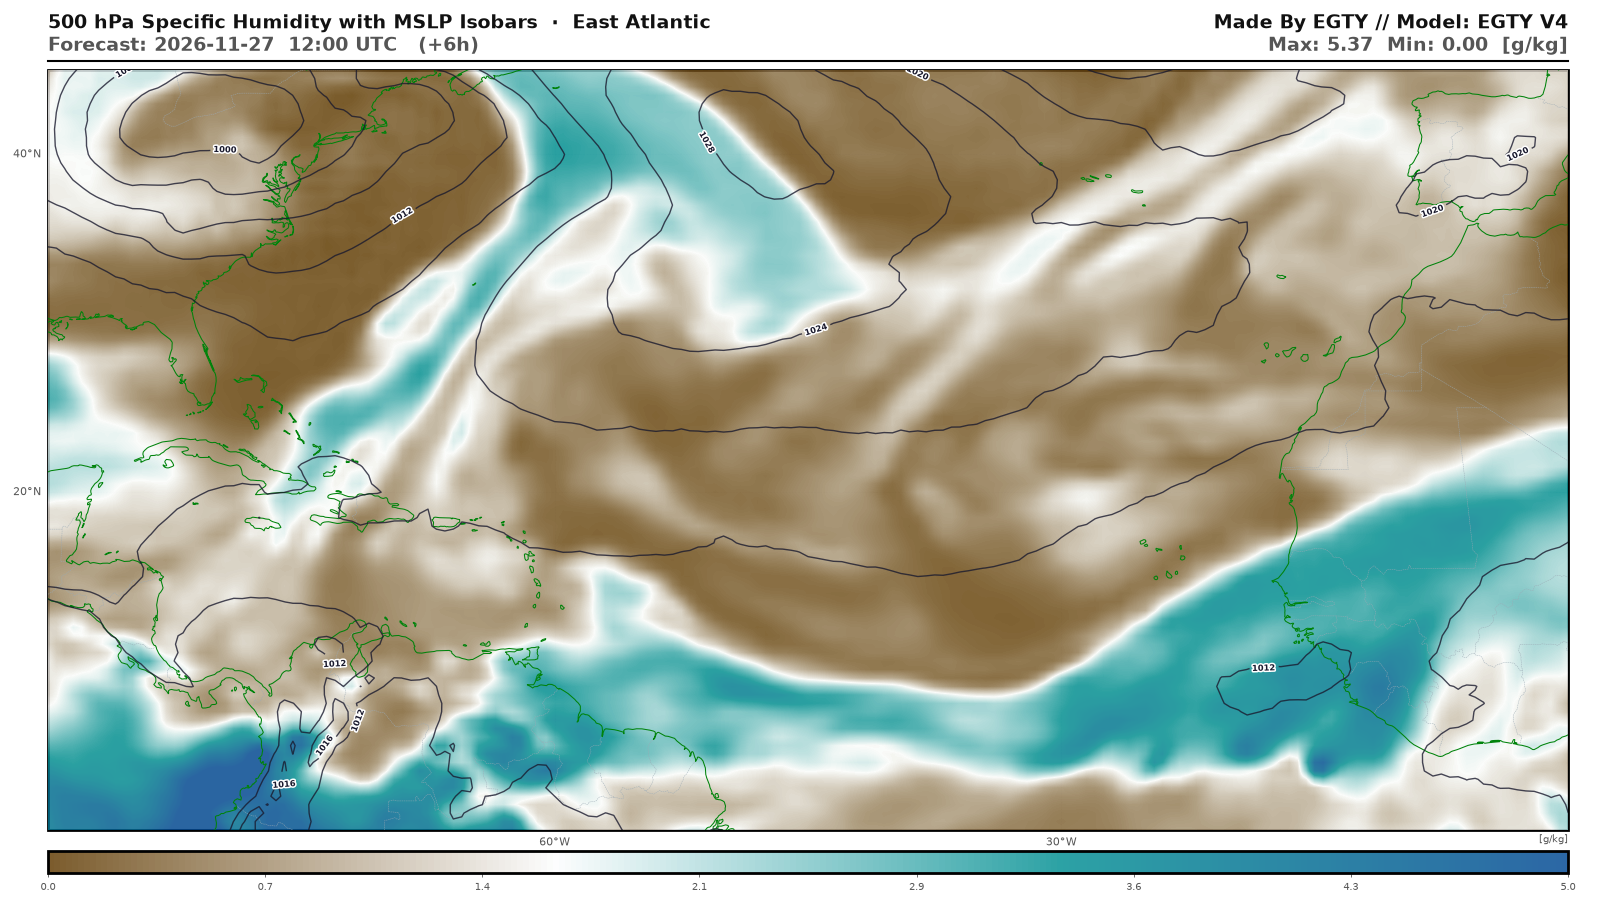 500 hPa Specific Humidity with MSLP Isobars · East Atlantic
Made By EGTY // Model: EGTY V4
Forecast: 2026-11-27 12:00 UTC (+6h)
Max: 5.37 Min: 0.00 [g/kg]
1020
1028
1000
40°N
1020
1012
1020
1024
20°N
1012
1012
1012
1016
1016
60°W
30°W
[g/kg]
0.0
0.7
1.4
2.1
2.9
3.6
4.3
5.0